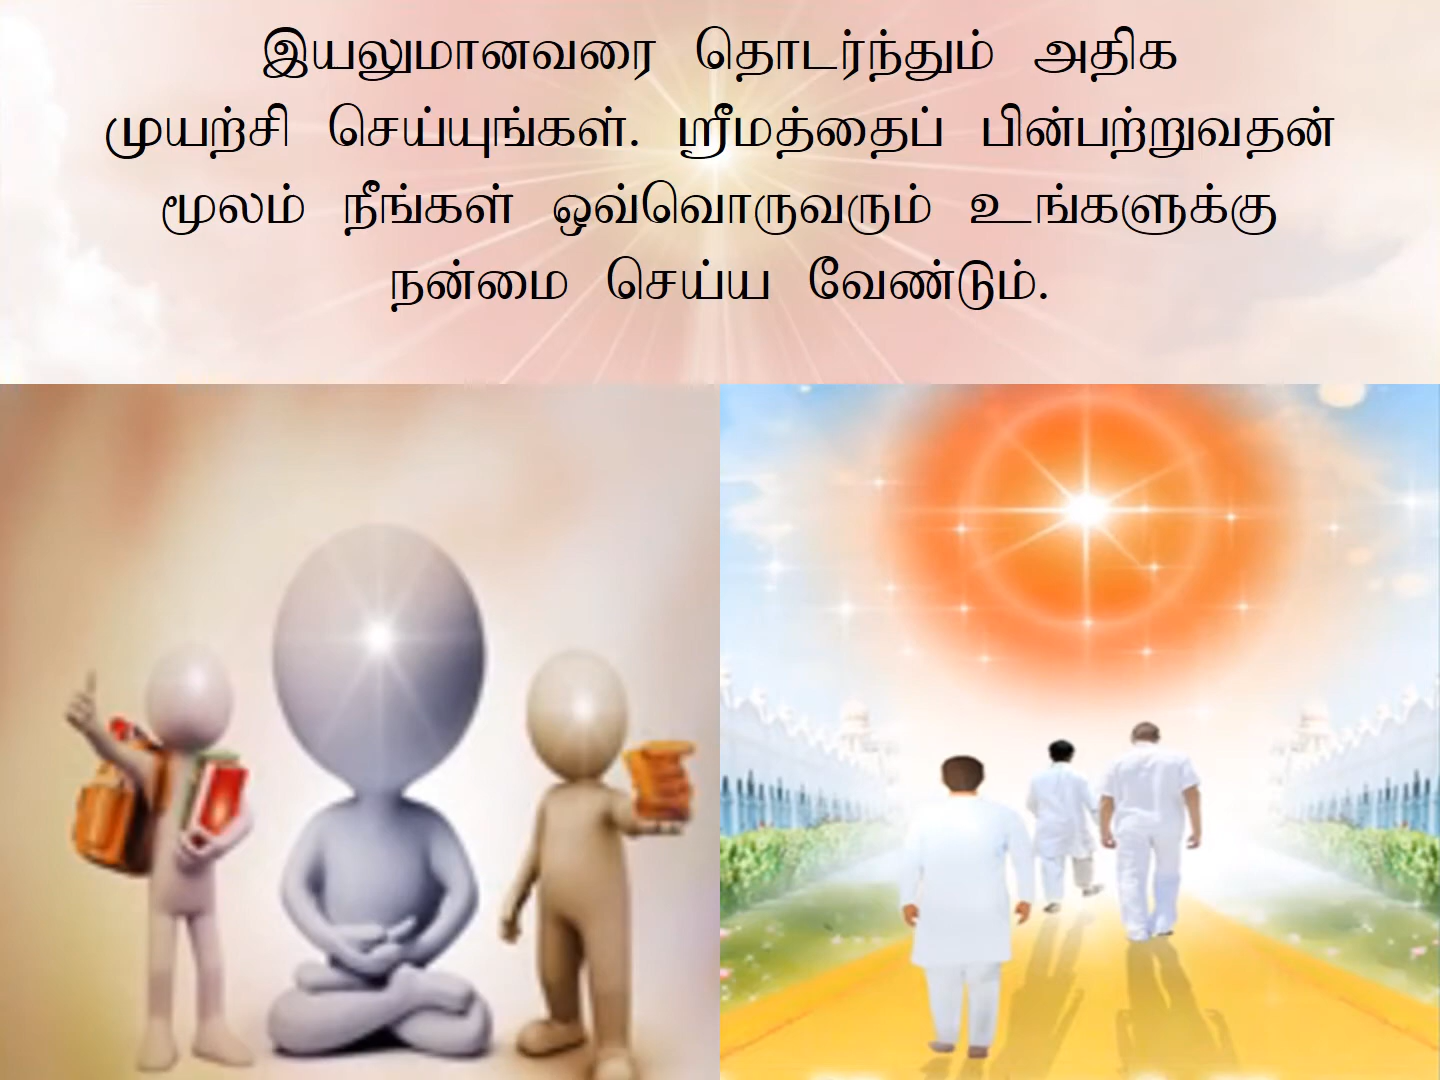 இயலுமானவரை தொடர்ந்தும் அதிக
முயற்சி செய்யுங்கள். ஸ்ரீமத்தைப் பின்பற்றுவதன்
மூலம் நீங்கள் ஒவ்வொருவரும் உங்களுக்கு
நன்மை செய்ய வேண்டும்.